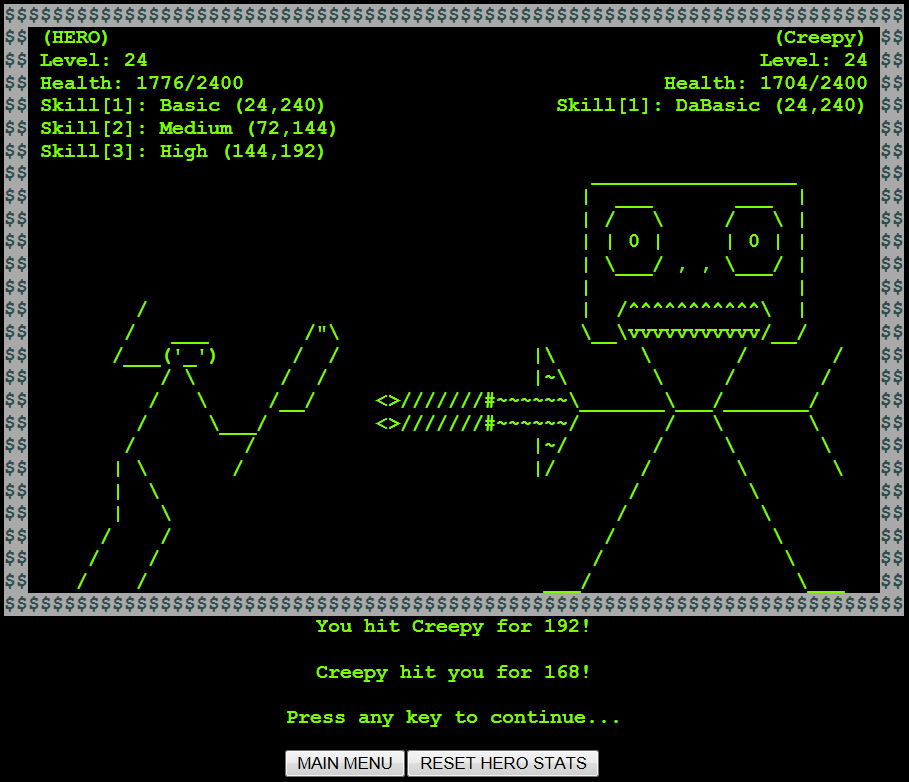 (HERO)
Level: 24
Health: 1776/2400
Skill[1]: Basic (24,240)
Skill[2]: Medium (72,144)
Skill[3]: High (144,192)
(Creepy)
Level: 24
Health: 1704/2400
Skill[1]: DaBasic (24,240)
You hit Creepy for 192!
Creepy hit you for 168!
Press any key to continue...
MAIN MENU
RESET HERO STATS